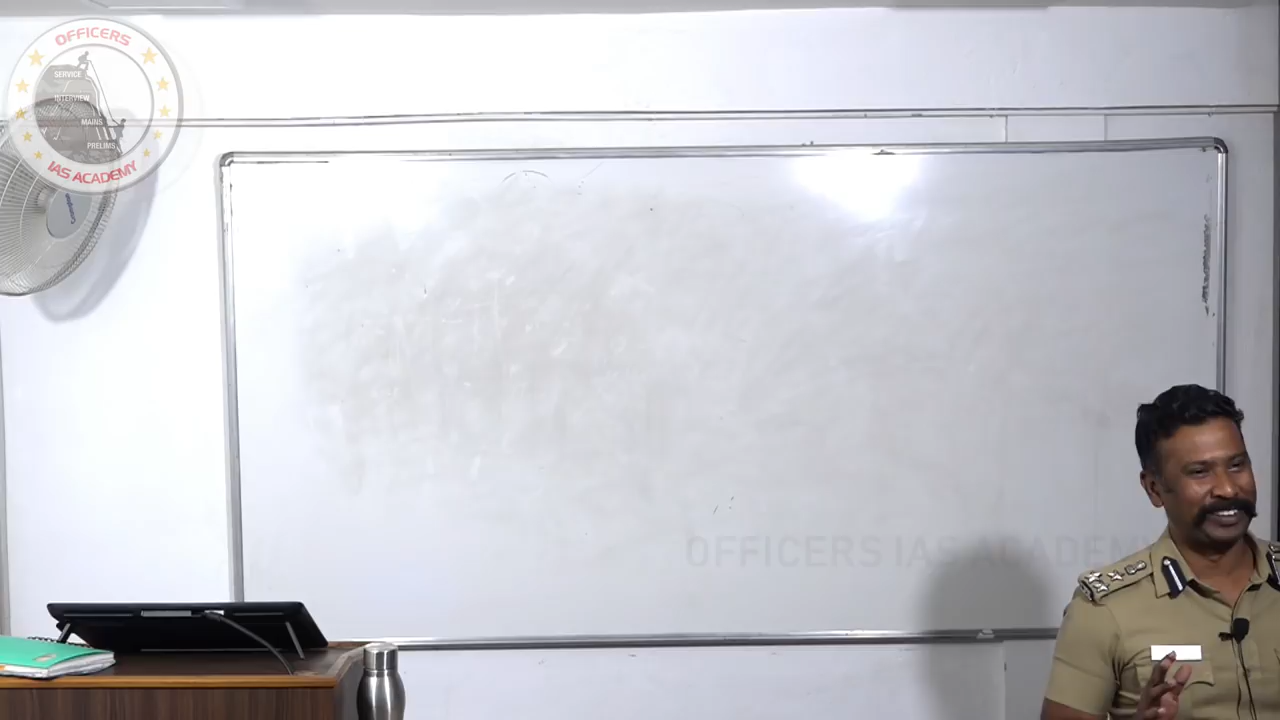 OFFICERS
SERVICE
INTERVIEW
MAINS
PRELIMS
IAS ACADEMY
OFFICERS IAS ACADEMY